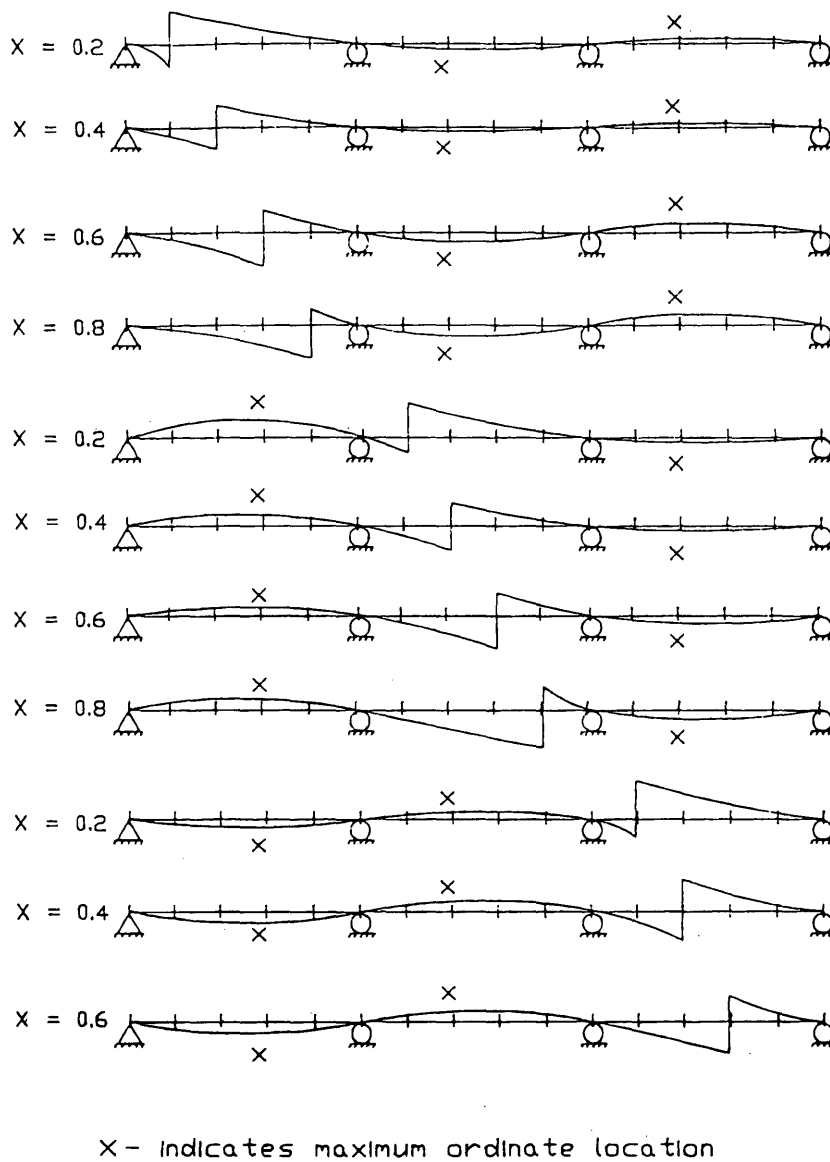 X = 0.2
X = 0.4
X = 0.6
X = 0.8
X = 0.2
X = 0.4
X = 0.6
X = 0.8
X = 0.2
X = 0.4
X = 0.6
X - indicates maximum ordinate location